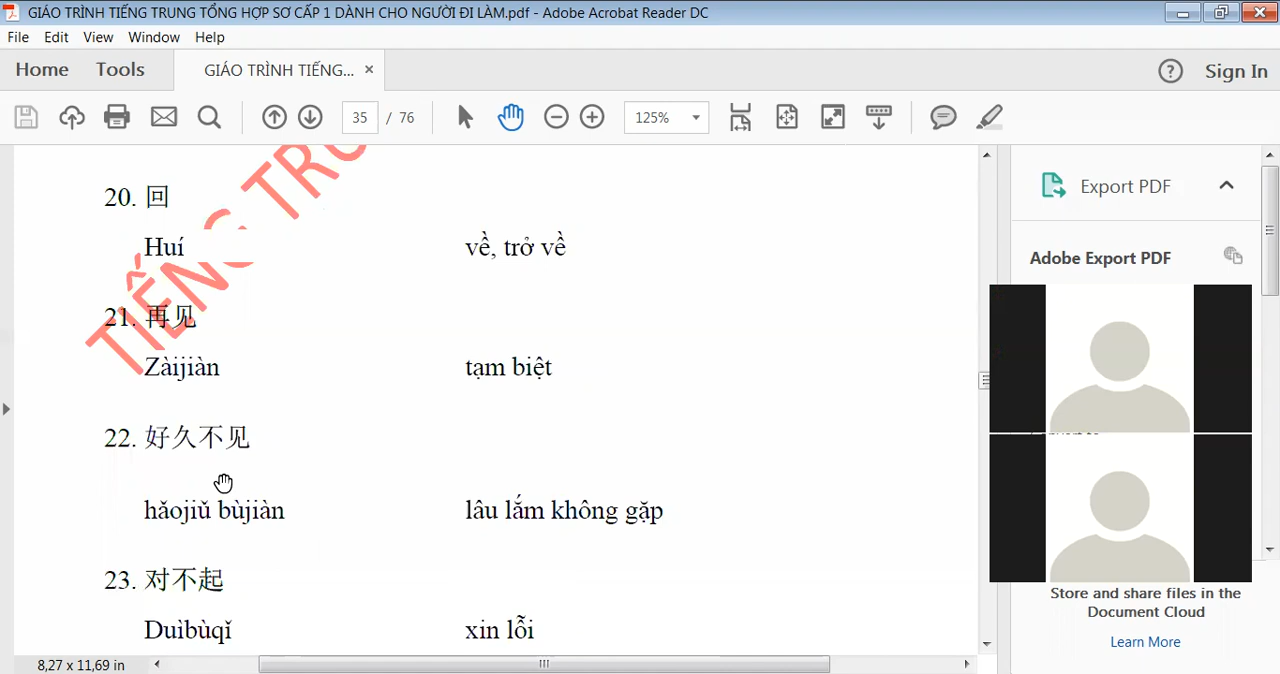 GIÁO TRÌNH TIẾNG TRUNG TỔNG HỢP SƠ CẤP 1 DÀNH CHO NGƯỜI ĐI LÀM.pdf - Adobe Acrobat Reader DC
File Edit View Window Help
Home Tools GIÁO TRÌNH TIẾNG... × Sign In
35 / 76 125%
TIẾNG
20. 回
Huí về, trở về
21. 再见
Zàijiàn tạm biệt
22. 好久不见
hǎojiǔ bùjiàn lâu lắm không gặp
23. 对不起
Duìbùqǐ xin lỗi
Export PDF
Adobe Export PDF
Store and share files in the
Document Cloud
Learn More
8,27 x 11,69 in